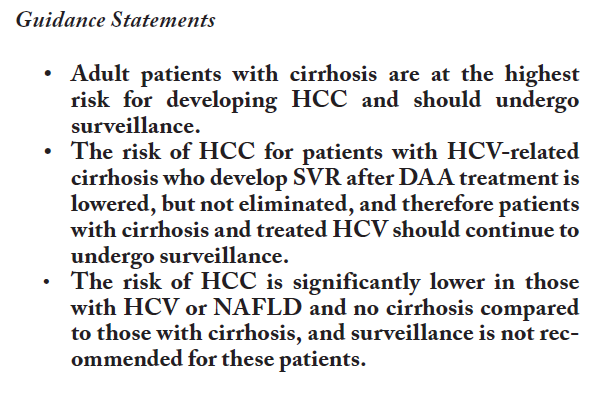 Guidance Statements
• Adult patients with cirrhosis are at the highest
risk for developing HCC and should undergo
surveillance.
• The risk of HCC for patients with HCV-related
cirrhosis who develop SVR after DAA treatment is
lowered, but not eliminated, and therefore patients
with cirrhosis and treated HCV should continue to
undergo surveillance.
• The risk of HCC is significantly lower in those
with HCV or NAFLD and no cirrhosis compared
to those with cirrhosis, and surveillance is not rec-
ommended for these patients.